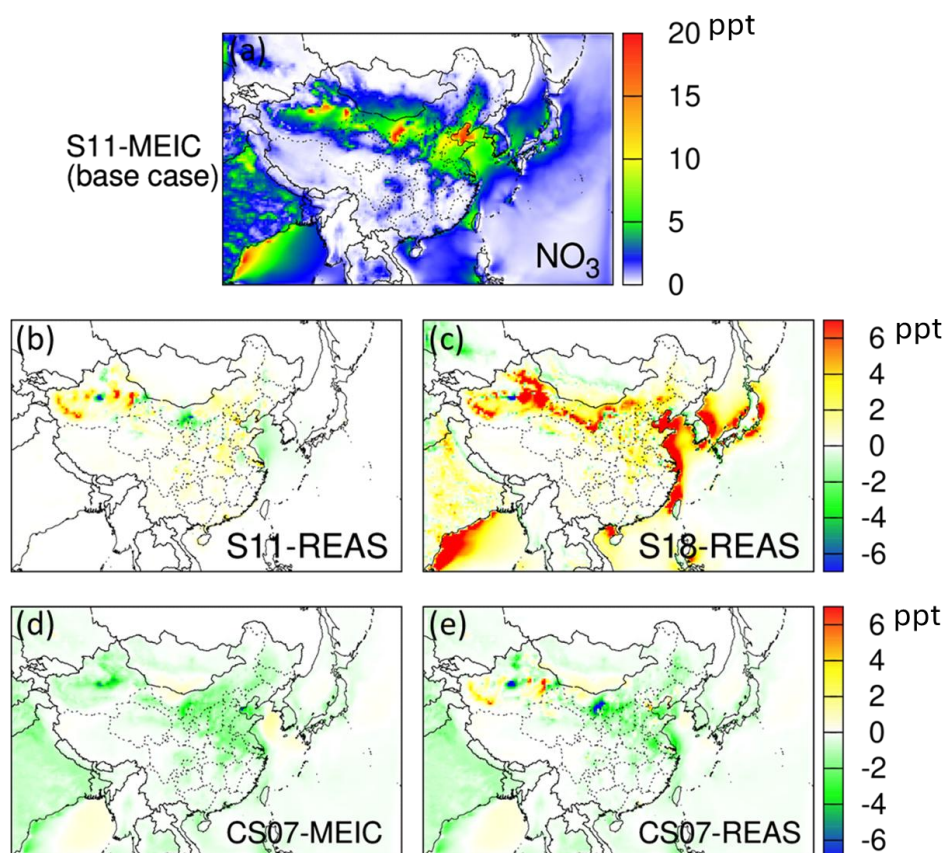 (a)
20 ppt
15
10
5
0
S11-MEIC
(base case)
NO₃
(b)
S11-REAS
(c)
S18-REAS
6 ppt
4
2
0
-2
-4
-6
(d)
CS07-MEIC
(e)
CS07-REAS
6 ppt
4
2
0
-2
-4
-6